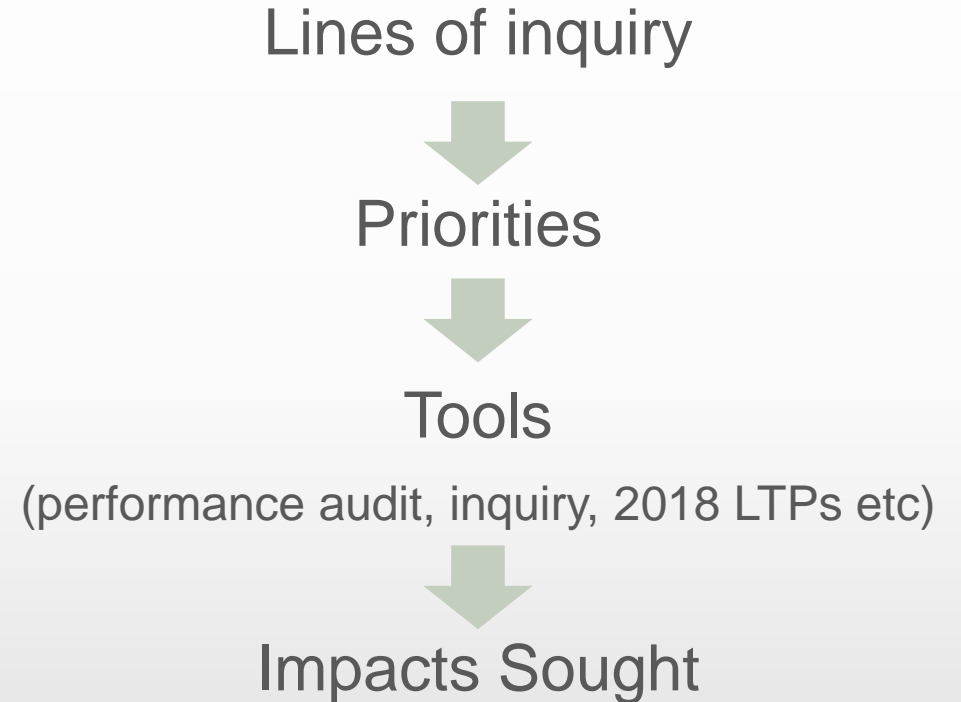 Lines of inquiry
Priorities
Tools
(performance audit, inquiry, 2018 LTPs etc)
Impacts Sought